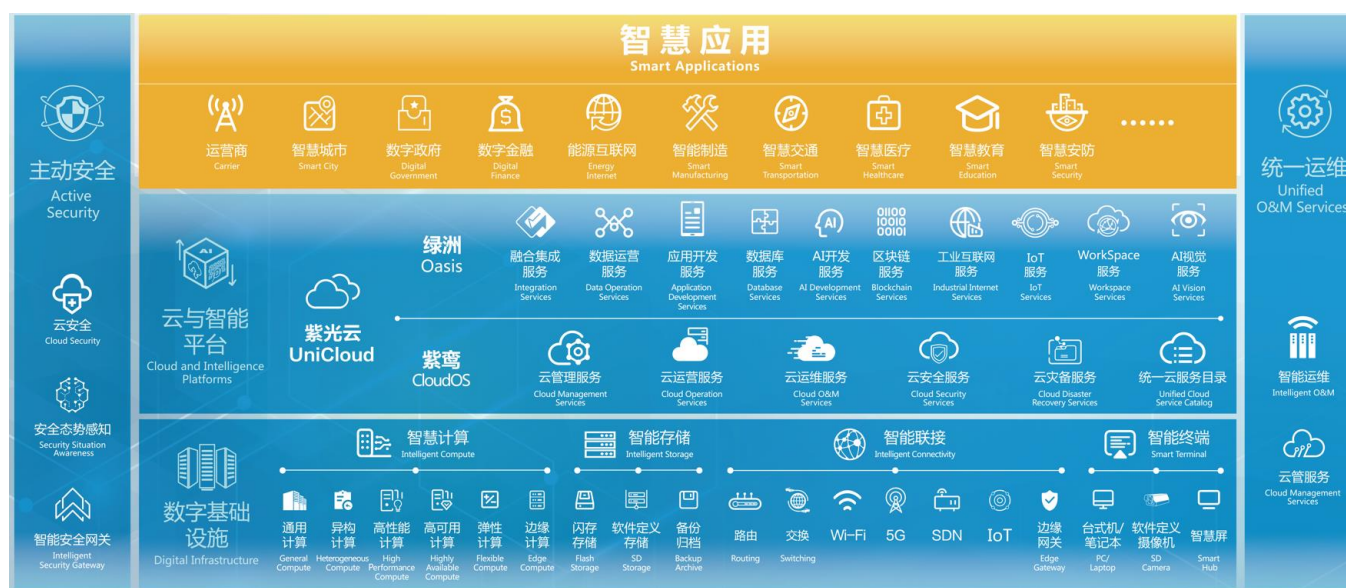 智慧应用
Smart Applications
运营商
Carrier
智慧城市
Smart City
数字政府
Digital
Government
数字金融
Digital
Finance
能源互联网
Energy
Internet
智能制造
Smart
Manufacturing
智慧交通
Smart
Transportation
智慧医疗
Smart
Healthcare
智慧教育
Smart
Education
智慧安防
Smart
Security
......
主动安全
Active
Security
云安全
Cloud Security
安全态势感知
Security Situation
Awareness
智能安全网关
Intelligent
Security Gateway
AI
云与智能
平台
Cloud and Intelligence
Platforms
紫光云
UniCloud
绿洲
Oasis
融合集成
服务
Integration
Services
数据运营
服务
Data Operation
Services
应用开发
服务
Application
Development
Services
数据库
服务
Database
Services
AI
AI开发
服务
AI Development
Services
01100
10010
00101
区块链
服务
Blockchain
Services
工业互联网
服务
Industrial Internet
Services
IoT
服务
IoT
Services
WorkSpace
服务
Workspace
Services
AI视觉
服务
AI Vision
Services
紫鸾
CloudOS
云管理服务
Cloud Management
Services
云运营服务
Cloud Operation
Services
云运维服务
Cloud O&M
Services
云安全服务
Cloud Security
Services
云灾备服务
Cloud Disaster
Recovery Services
统一云服务目录
Unified Cloud
Service Catalog
数字基础
设施
Digital Infrastructure
智慧计算
Intelligent Compute
通用
计算
General
Compute
异构
计算
Heterogeneous
Compute
高性能
计算
High
Performance
Compute
高可用
计算
Highly
Available
Compute
弹性
计算
Flexible
Compute
边缘
计算
Edge
Compute
智能存储
Intelligent Storage
闪存
存储
Flash
Storage
软件定义
存储
SD
Storage
备份
归档
Backup
Archive
智能联接
Intelligent Connectivity
路由
Routing
交换
Switching
Wi-Fi
5G
SDN
IoT
边缘
网关
Edge
Gateway
智能终端
Smart Terminal
台式机/
笔记本
PC/
Laptop
软件定义
摄像机
SD
Camera
智慧屏
Smart
Hub
统一运维
Unified
O&M Services
智能运维
Intelligent O&M
云管服务
Cloud Management
Services